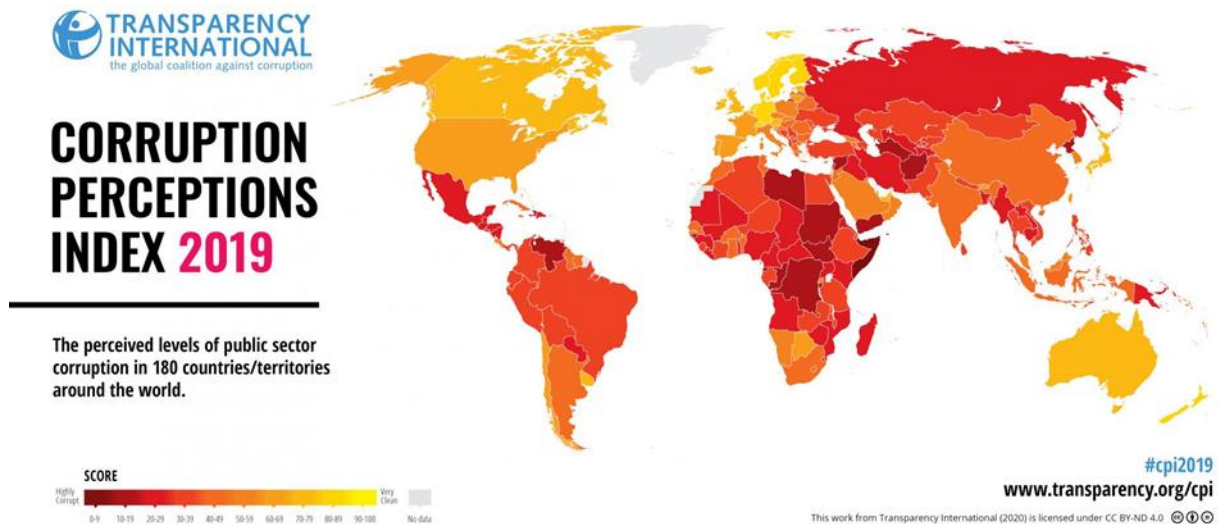 TRANSPARENCY
INTERNATIONAL
the global coalition against corruption
CORRUPTION
PERCEPTIONS
INDEX 2019
The perceived levels of public sector
corruption in 180 countries/territories
around the world.
SCORE
Highly
Corrupt
Very
Clean
0-9 10-19 20-29 30-39 40-49 50-59 60-69 70-79 80-89 90-100 No data
#cpi2019
www.transparency.org/cpi
This work from Transparency International (2020) is licensed under CC BY-ND 4.0